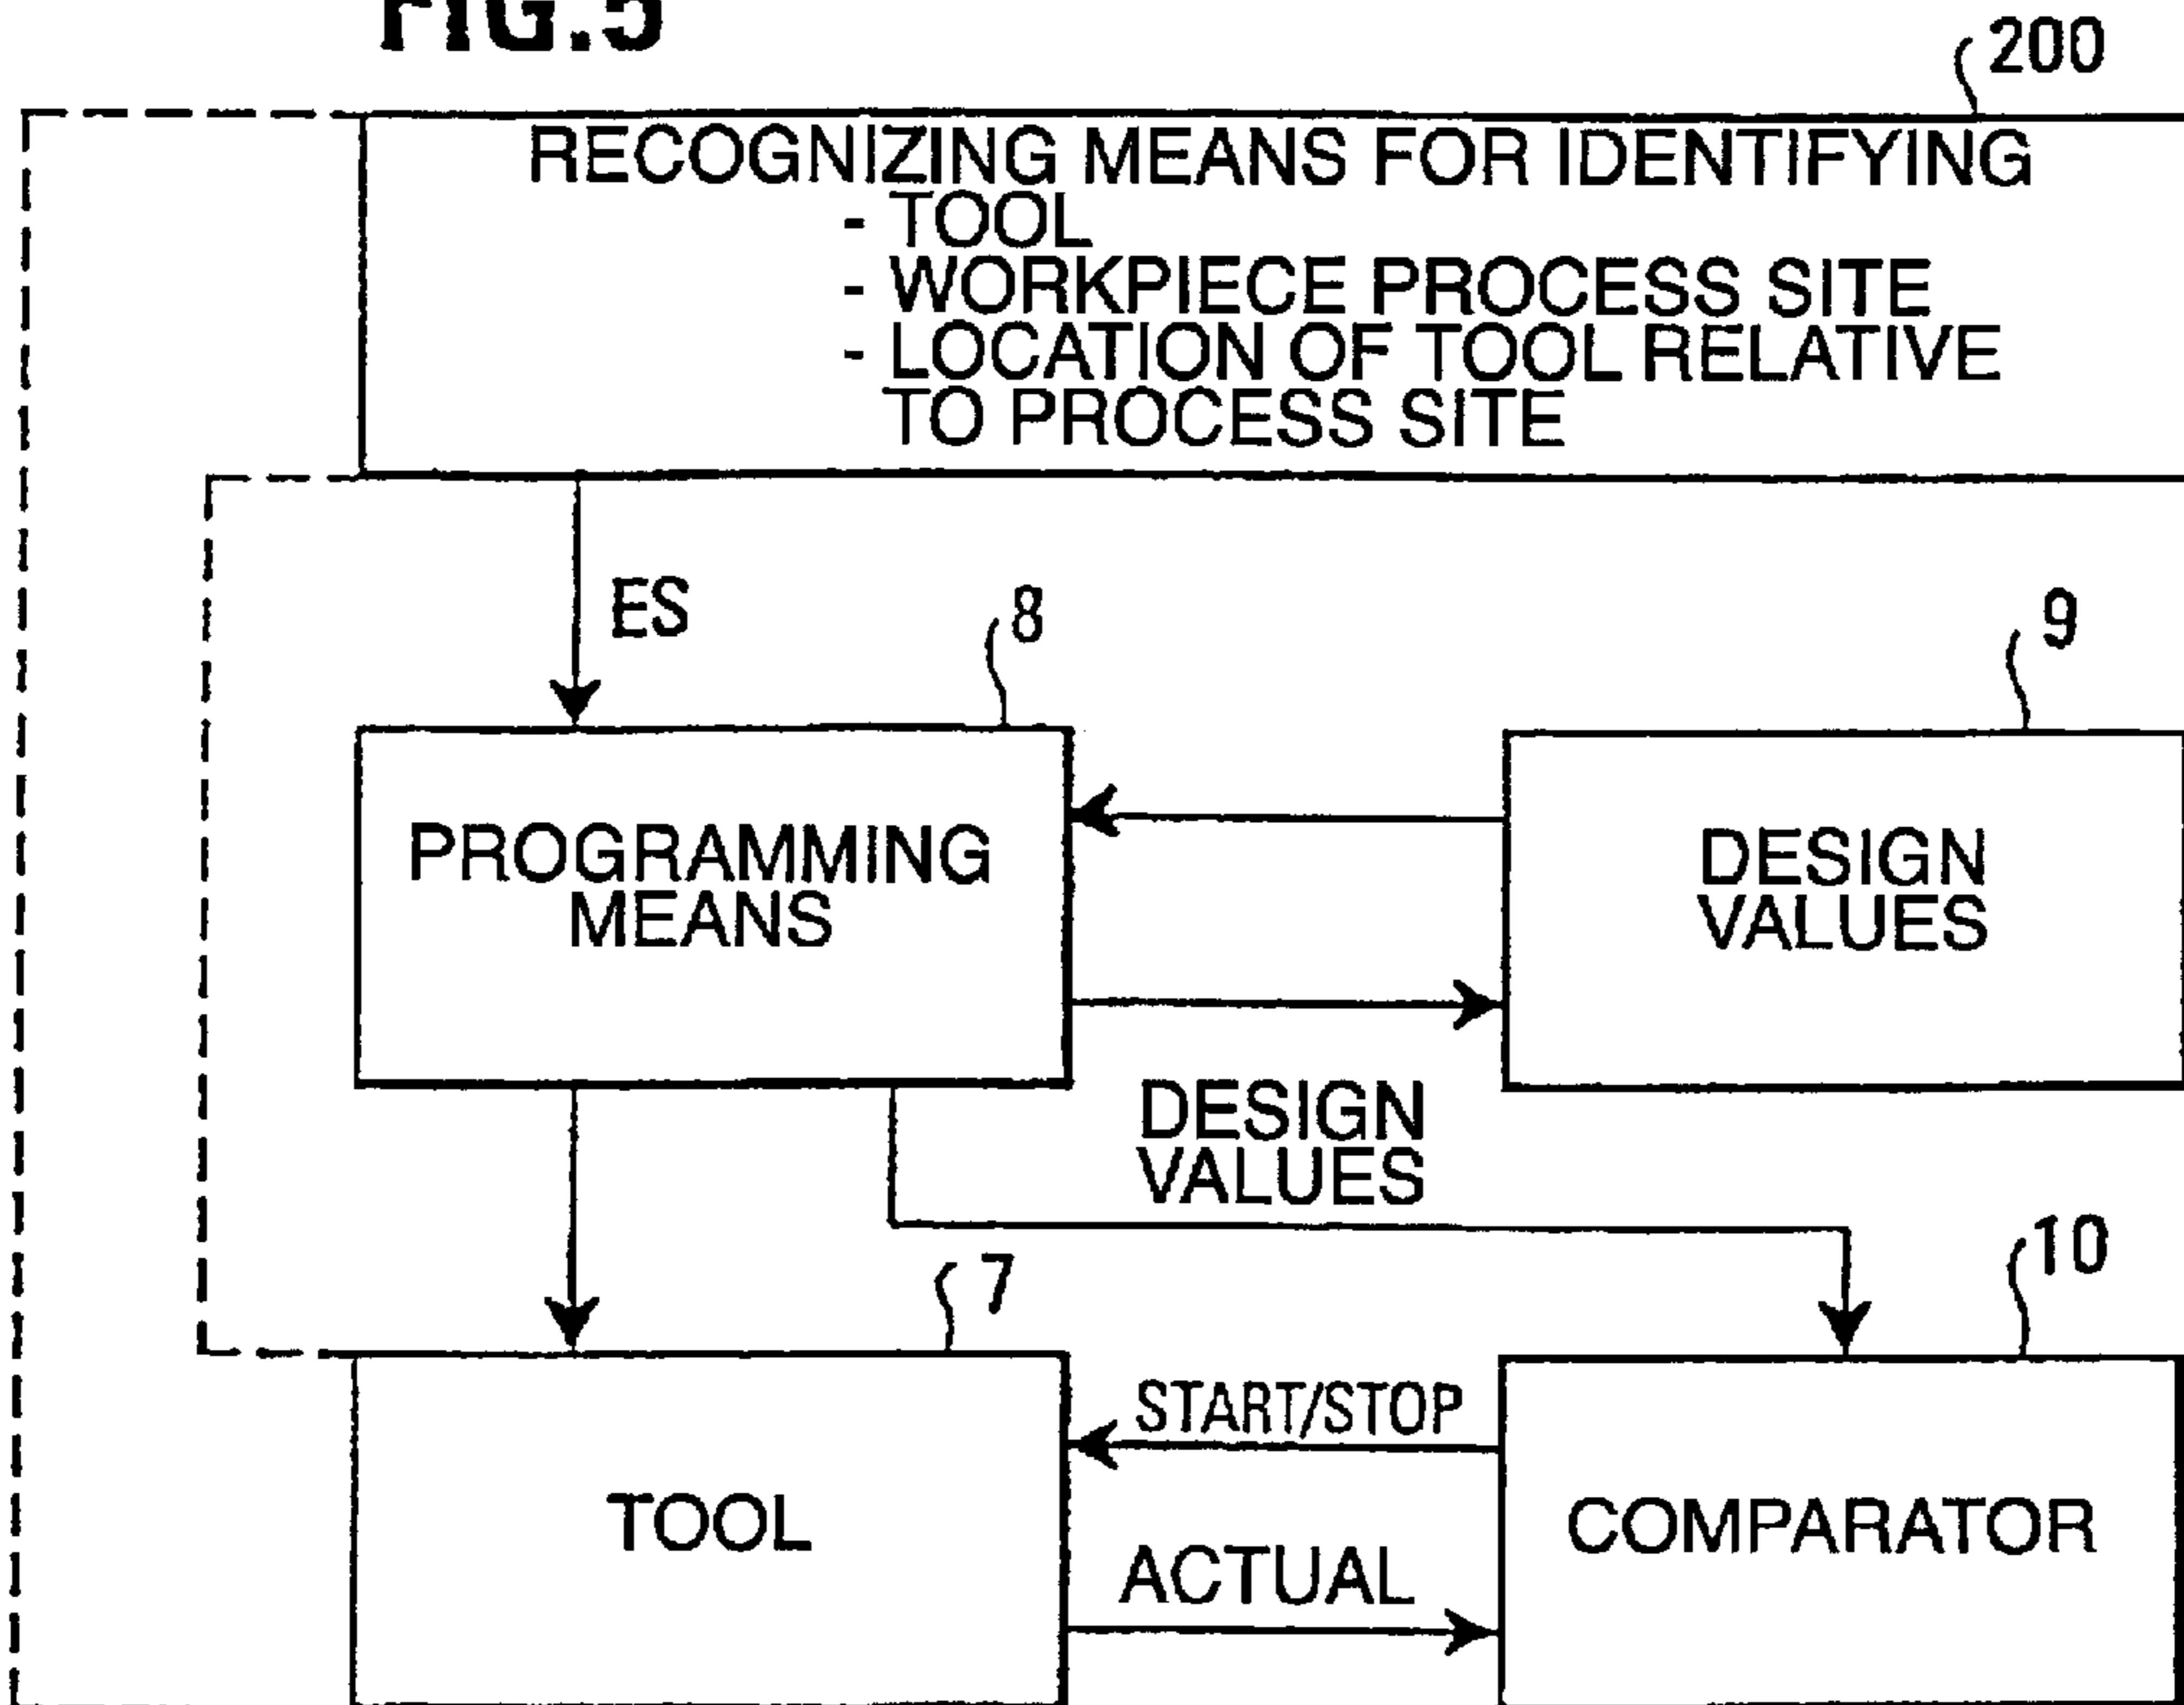 FIG.5
200
RECOGNIZING MEANS FOR IDENTIFYING
- TOOL
- WORKPIECE PROCESS SITE
- LOCATION OF TOOL RELATIVE
TO PROCESS SITE
ES
8
9
PROGRAMMING
MEANS
DESIGN
VALUES
DESIGN
VALUES
7
10
START/STOP
TOOL
COMPARATOR
ACTUAL